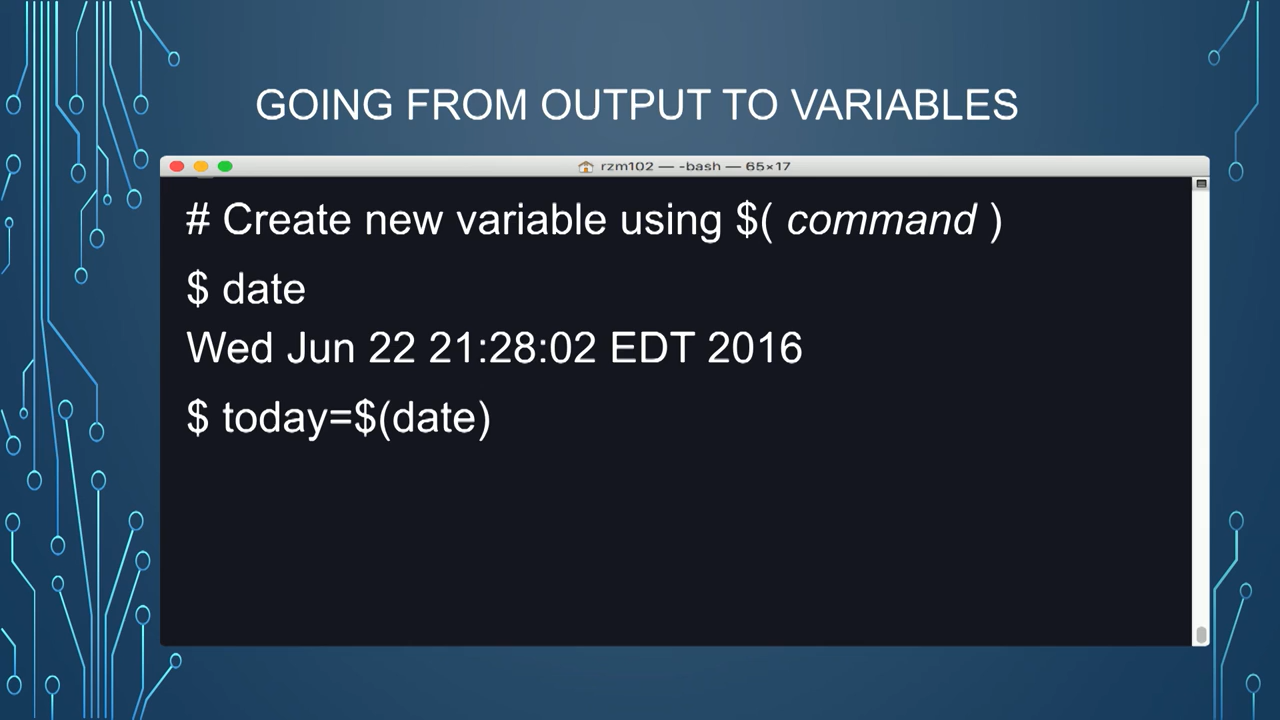 GOING FROM OUTPUT TO VARIABLES
rzm102 — -bash — 65×17
# Create new variable using $( command )
$ date
Wed Jun 22 21:28:02 EDT 2016
$ today=$(date)